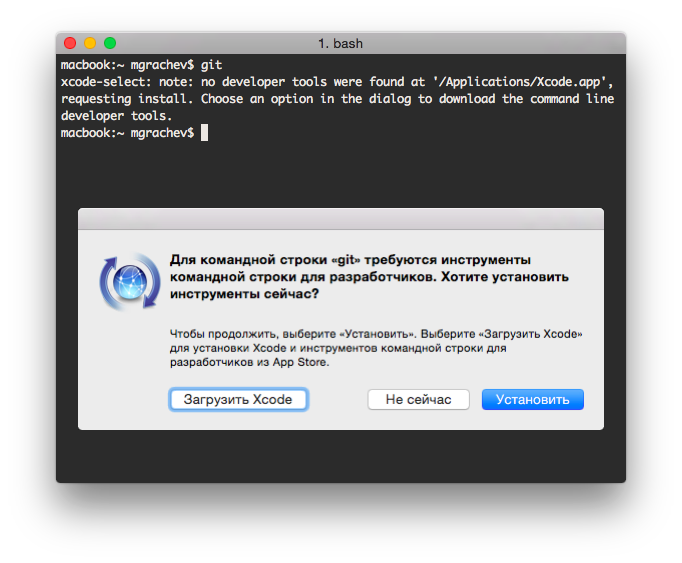 1. bash
macbook:~ mgrachev$ git
xcode-select: note: no developer tools were found at '/Applications/Xcode.app',
requesting install. Choose an option in the dialog to download the command line
developer tools.
macbook:~ mgrachev$
Для командной строки «git» требуются инструменты
командной строки для разработчиков. Хотите установить
инструменты сейчас?
Чтобы продолжить, выберите «Установить». Выберите «Загрузить Xcode»
для установки Xcode и инструментов командной строки для
разработчиков из App Store.
Загрузить Xcode
Не сейчас
Установить